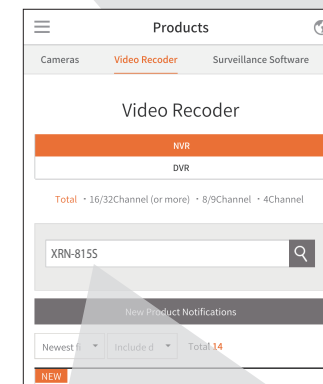 Products
Cameras Video Recoder Surveillance Software
Video Recoder
NVR
DVR
Total ・16/32Channel (or more) ・8/9Channel ・4Channel
XRN-815S
New Product Notifications
Newest fi Include d Total 14
NEW